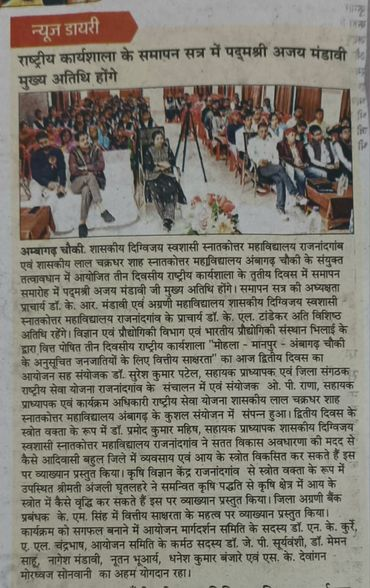 न्यूज डायरी
राष्ट्रीय कार्यशाला के समापन सत्र में पद्मश्री अजय मंडावी
मुख्य अतिथि होंगे
अम्बागढ़ चौकी. शासकीय दिग्विजय स्वशासी स्नातकोत्तर महाविद्यालय राजनांदगांव
एवं शासकीय लाल चक्रधर शाह स्नातकोत्तर महाविद्यालय अंबागढ़ चौकी के संयुक्त
तत्वावधान में आयोजित तीन दिवसीय राष्ट्रीय कार्यशाला के तृतीय दिवस में समापन
समारोह में पद्मश्री अजय मंडावी जी मुख्य अतिथि होंगे। समापन सत्र की अध्यक्षता
प्राचार्य डॉ. के. आर. मंडावी एवं अग्रणी महाविद्यालय शासकीय दिग्विजय स्वशासी
स्नातकोत्तर महाविद्यालय राजनांदगांव के प्राचार्य डॉ. के. एल. टांडेकर अति विशिष्ठ
अतिथि रहेंगे। विज्ञान एवं प्रौद्योगिकी विभाग एवं भारतीय प्रौद्योगिकी संस्थान भिलाई के
द्वारा वित्त पोषित तीन दिवसीय राष्ट्रीय कार्यशाला "मोहला - मानपुर - अंबागढ़ चौकी
के अनुसूचित जनजातियों के लिए वित्तीय साक्षरता" का आज द्वितीय दिवस का
आयोजन सह संयोजक डॉ. सुरेश कुमार पटेल, सहायक प्राध्यापक एवं जिला संगठक
राष्ट्रीय सेवा योजना राजनांदगांव के संचालन में एवं संयोजक ओ. पी. राणा, सहायक
प्राध्यापक एवं कार्यक्रम अधिकारी राष्ट्रीय सेवा योजना शासकीय लाल चक्रधर शाह
स्नातकोत्तर महाविद्यालय अंबागढ़ के कुशल संयोजन में संपन्न हुआ। द्वितीय दिवस के
स्रोत वक्ता के रूप में डॉ. प्रमोद कुमार महिष, सहायक प्राध्यापक, शासकीय दिग्विजय
स्वशासी स्नातकोत्तर महाविद्यालय राजनांदगांव ने सतत विकास अवधारणा की मदद से
कैसे आदिवासी बहुल जिले में व्यवसाय एवं आय के स्रोत विकसित कर सकते हैं इस
पर व्याख्यान प्रस्तुत किया। कृषि विज्ञान केंद्र राजनांदगांव से स्रोत वक्ता के रूप में
उपस्थित श्रीमती अंजली घृतलहरे ने समन्वित कृषि पद्धति से कृषि क्षेत्र में आय के
स्रोत में कैसे वृद्धि कर सकते हैं इस पर व्याख्यान प्रस्तुत किया। जिला अग्रणी बैंक
प्रबंधक के. एम. सिंह में वित्तीय साक्षरता के महत्व पर व्याख्यान प्रस्तुत किया।
कार्यक्रम को सगफल बनाने में आयोजन मार्गदर्शन समिति के सदस्य डॉ. एन. के. कुर्रे,
ए. एल. चंद्रभाष, आयोजन समिति के कर्मठ सदस्य डॉ. जे. पी. सूर्यवंशी, डॉ. मेमन
साहू, नागेश मंडावी, नूतन भूआर्य, धनेश कुमार बंजारे एवं एस. के. देवांगन
मोरध्वज सोनवानी का अहम योगदान रहा।